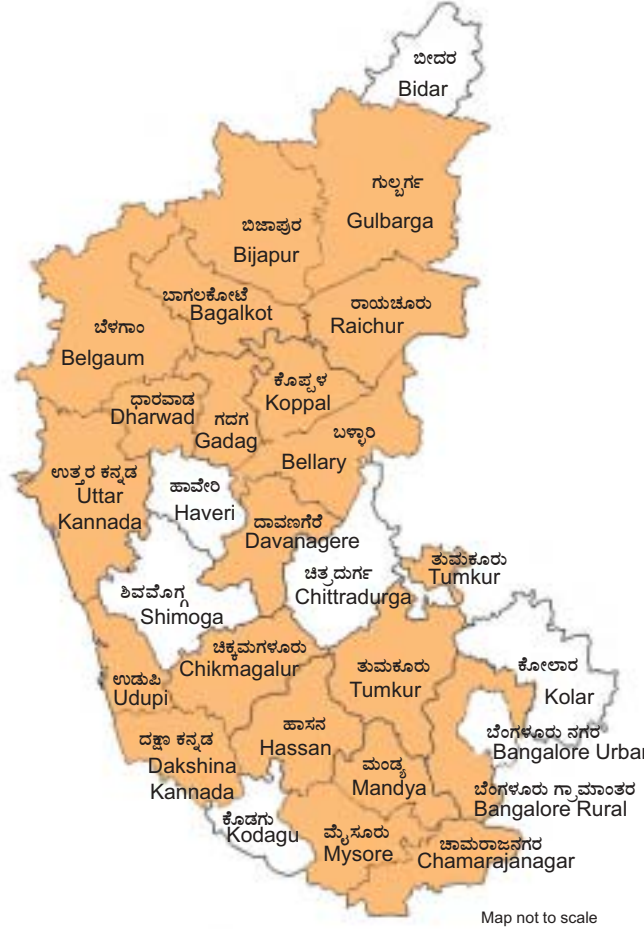 ಬೀದರ
Bidar
ಗುಲ್ಬರ್ಗ
Gulbarga
ಬಿಜಾಪುರ
Bijapur
ಬಾಗಲಕೋಟೆ
Bagalkot
ರಾಯಚೂರು
Raichur
ಬೆಳಗಾಂ
Belgaum
ಧಾರವಾಡ
Dharwad
ಗದಗ
Gadag
ಕೊಪ್ಪಳ
Koppal
ಬಳ್ಳಾರಿ
Bellary
ಉತ್ತರ ಕನ್ನಡ
Uttar
Kannada
ಹಾವೇರಿ
Haveri
ದಾವಣಗೆರೆ
Davanagere
ಚಿತ್ರದುರ್ಗ
Chittradurga
ತುಮಕೂರು
Tumkur
ಶಿವಮೊಗ್ಗ
Shimoga
ಚಿಕ್ಕಮಗಳೂರು
Chikmagalur
ತುಮಕೂರು
Tumkur
ಕೋಲಾರ
Kolar
ಉಡುಪಿ
Udupi
ಹಾಸನ
Hassan
ಬೆಂಗಳೂರು ನಗರ
Bangalore Urban
ದಕ್ಷಿಣ ಕನ್ನಡ
Dakshina
Kannada
ಮಂಡ್ಯ
Mandya
ಬೆಂಗಳೂರು ಗ್ರಾಮಾಂತರ
Bangalore Rural
ಕೊಡಗು
Kodagu
ಮೈಸೂರು
Mysore
ಚಾಮರಾಜನಗರ
Chamarajanagar
Map not to scale